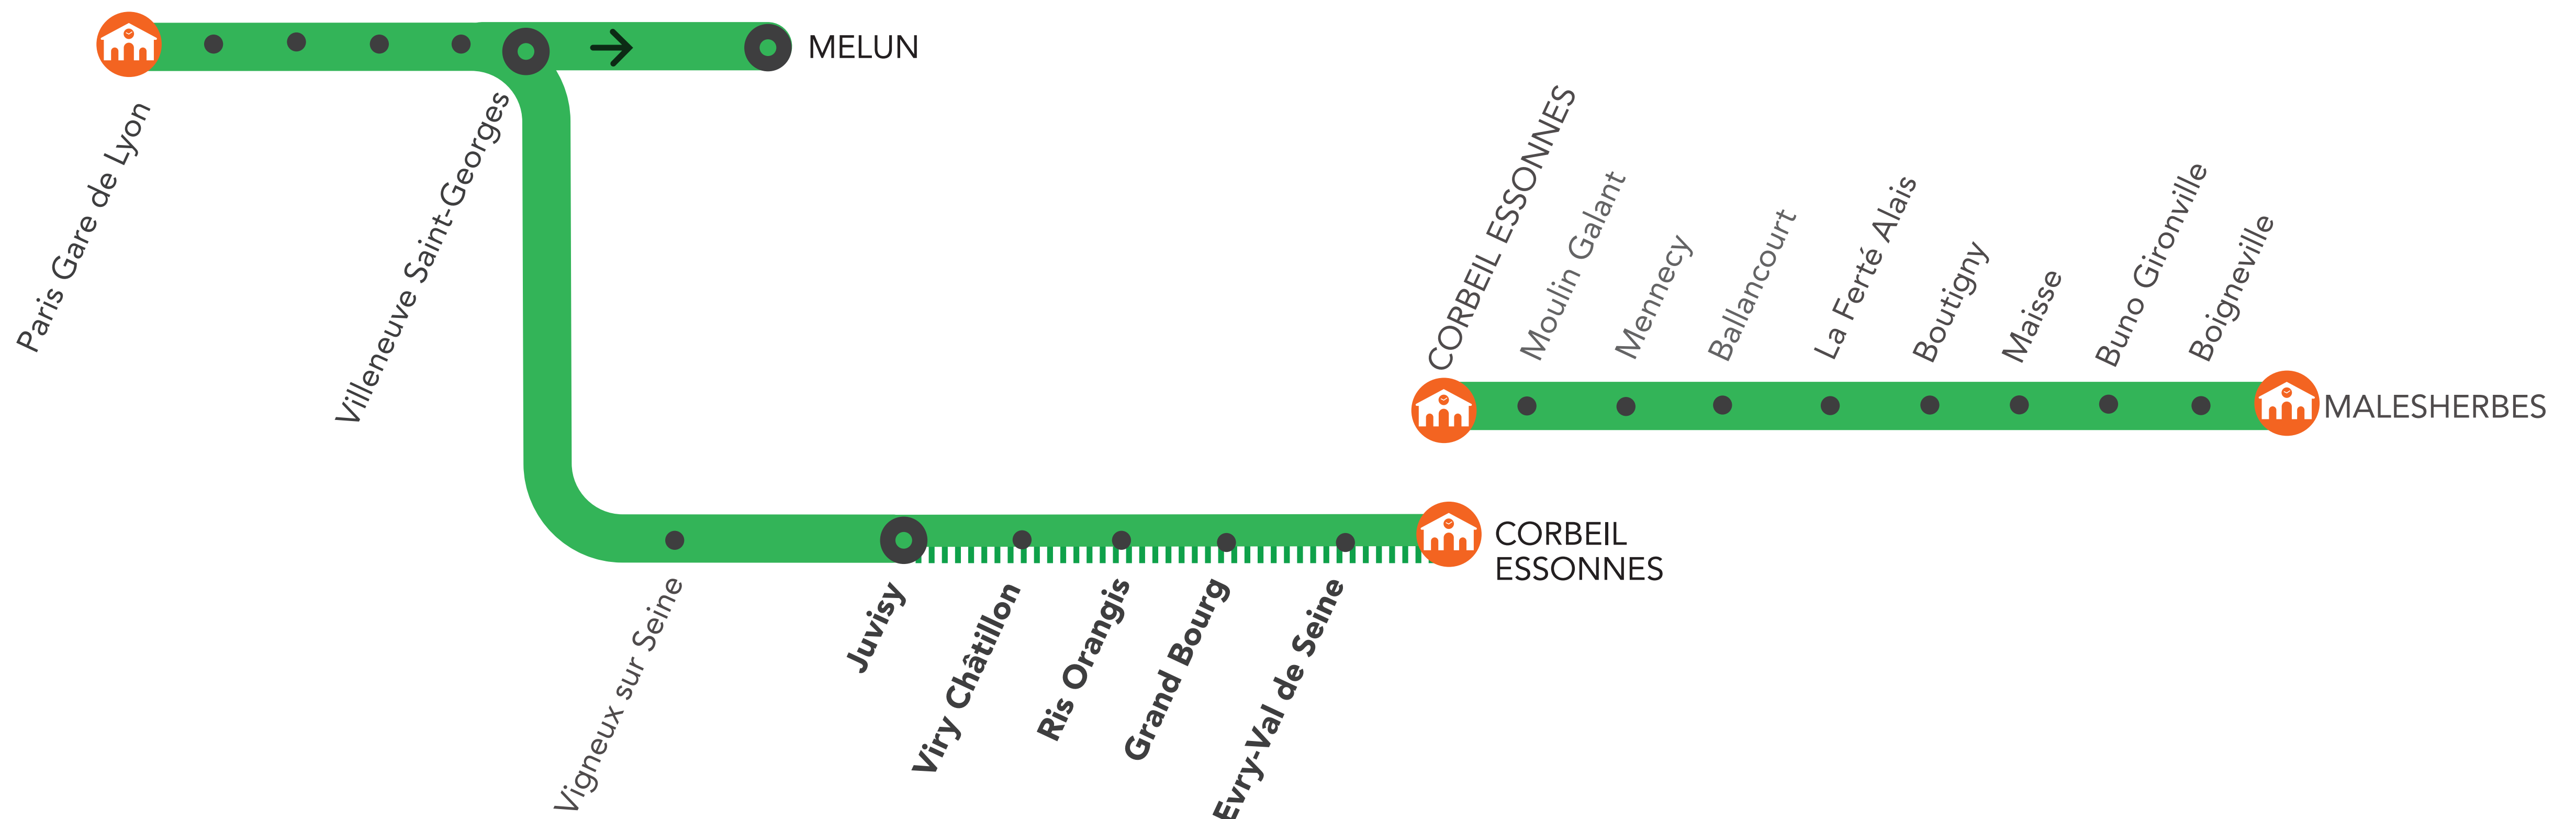 Paris Gare de Lyon
Villeneuve Saint-Georges
MELUN
CORBEIL ESSONNES
Moulin Galant
Mennecy
Ballancourt
La Ferté Alais
Boutigny
Maisse
Buno Gironville
Boigneville
MALESHERBES
Vigneux sur Seine
Juvisy
Viry Châtillon
Ris Orangis
Grand Bourg
Evry-Val de Seine
CORBEIL
ESSONNES